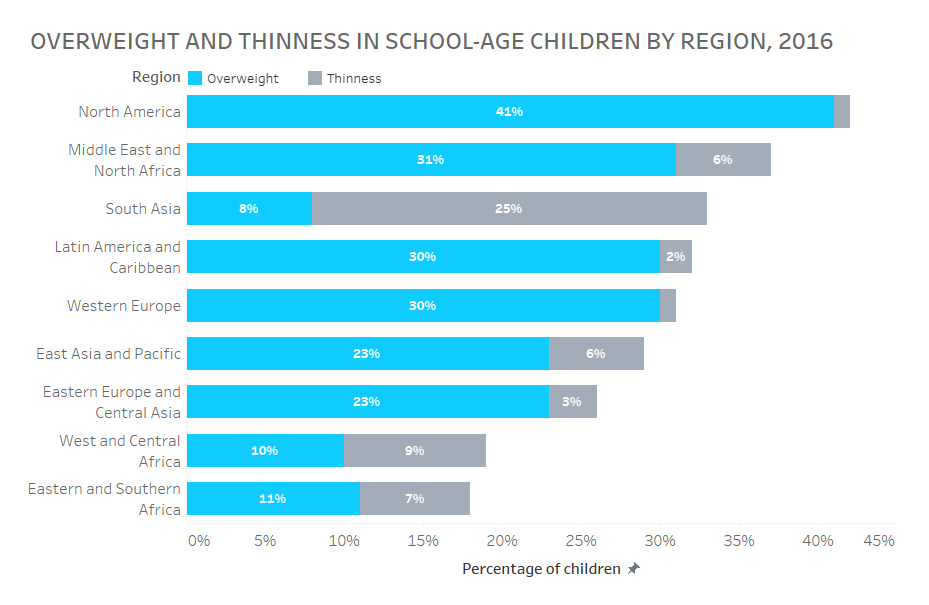 OVERWEIGHT AND THINNESS IN SCHOOL-AGE CHILDREN BY REGION, 2016
Region Overweight Thinness
North America 41%
Middle East and
North Africa 31% 6%
South Asia 8% 25%
Latin America and
Caribbean 30% 2%
Western Europe 30%
East Asia and Pacific 23% 6%
Eastern Europe and
Central Asia 23% 3%
West and Central
Africa 10% 9%
Eastern and Southern
Africa 11% 7%
0% 5% 10% 15% 20% 25% 30% 35% 40% 45%
Percentage of children